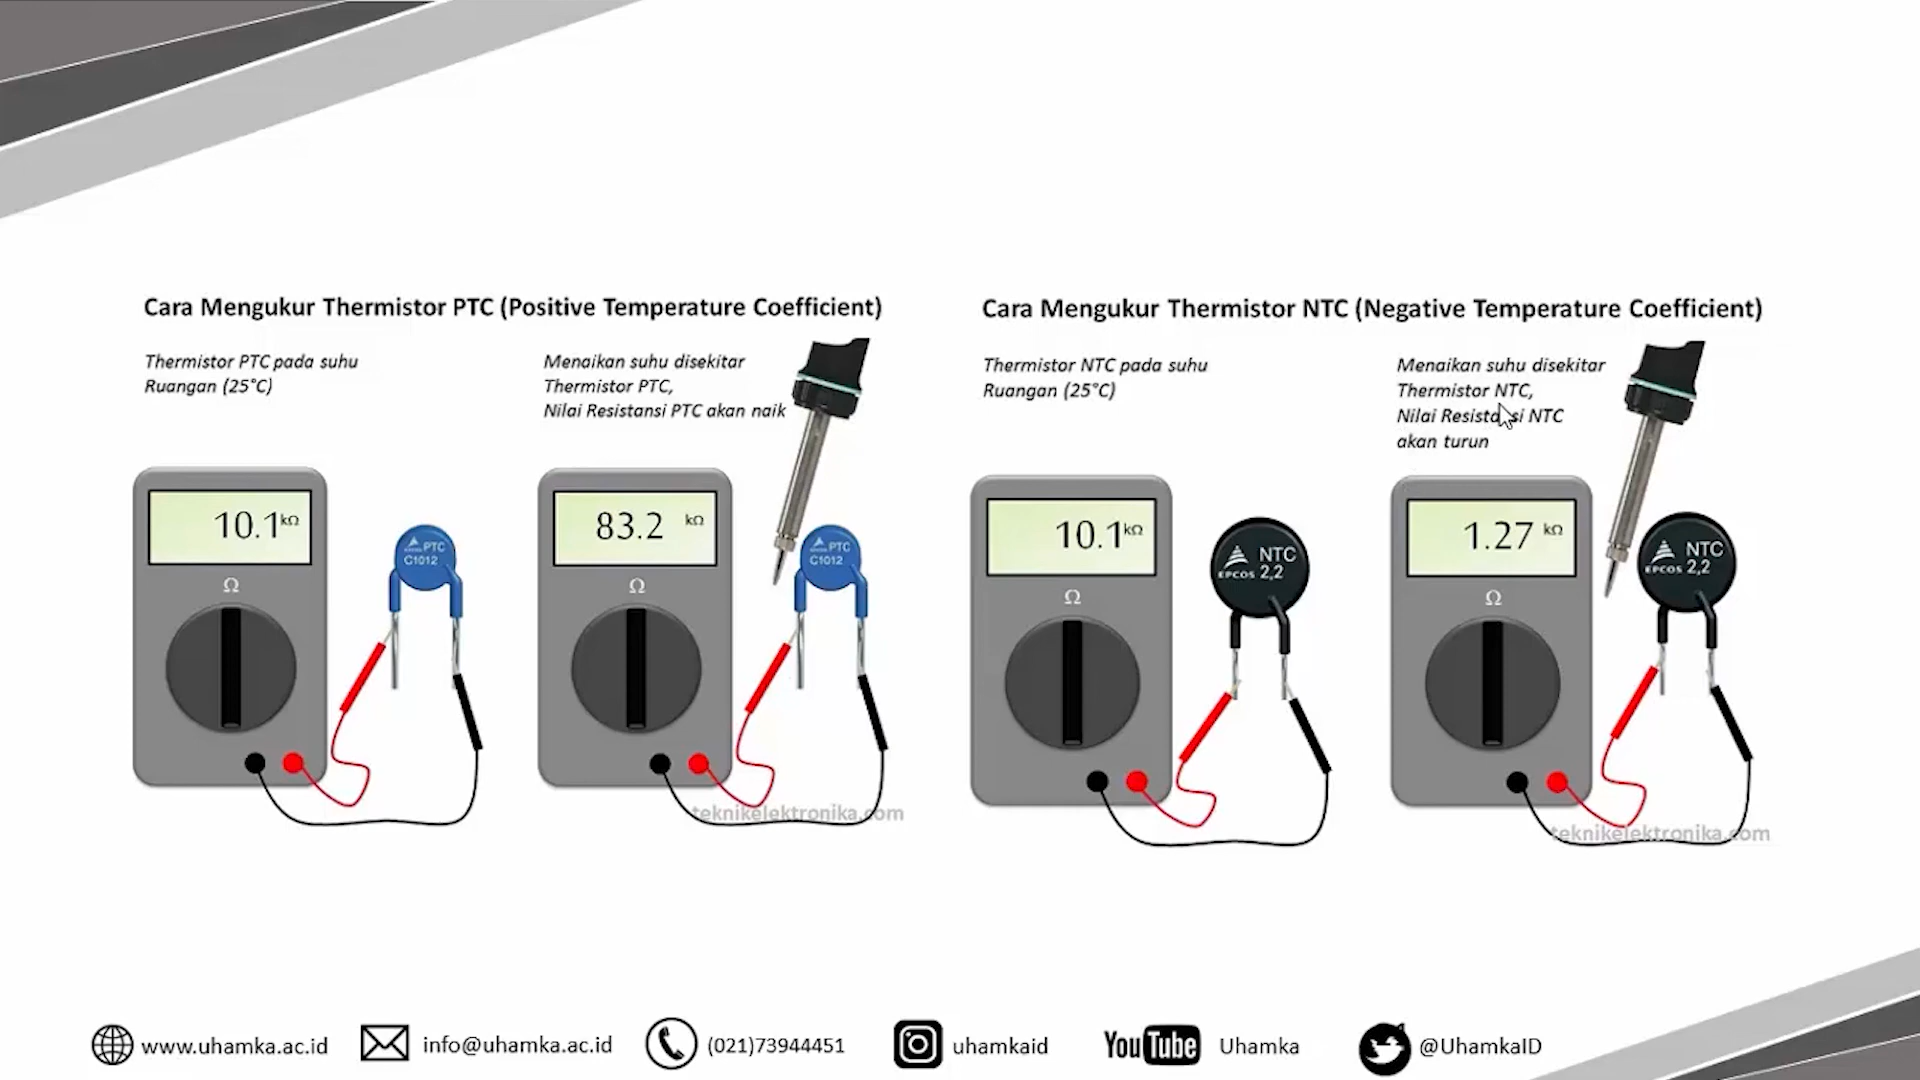 Cara Mengukur Thermistor PTC (Positive Temperature Coefficient)
Thermistor PTC pada suhu
Ruangan (25°C)
Menaikan suhu disekitar
Thermistor PTC,
Nilai Resistansi PTC akan naik
10.1 kΩ
Ω
PTC
C1012
83.2 kΩ
Ω
PTC
C1012
teknikelektronika.com
Cara Mengukur Thermistor NTC (Negative Temperature Coefficient)
Thermistor NTC pada suhu
Ruangan (25°C)
Menaikan suhu disekitar
Thermistor NTC,
Nilai Resistansi NTC
akan turun
10.1 kΩ
Ω
NTC
EPCOS 2,2
1.27 kΩ
Ω
NTC
EPCOS 2,2
teknikelektronika.com
www.uhamka.ac.id
info@uhamka.ac.id
(021)73944451
uhamkaid
YouTube Uhamka
@UhamkaID